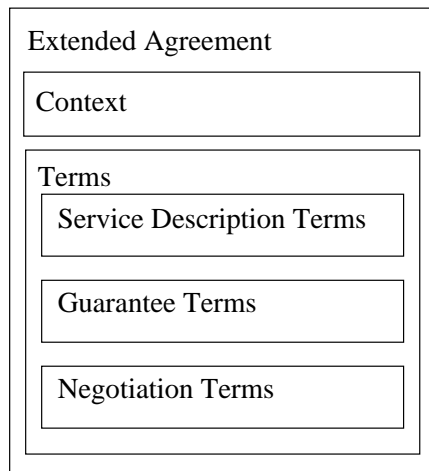 Extended Agreement
Context
Terms
Service Description Terms
Guarantee Terms
Negotiation Terms